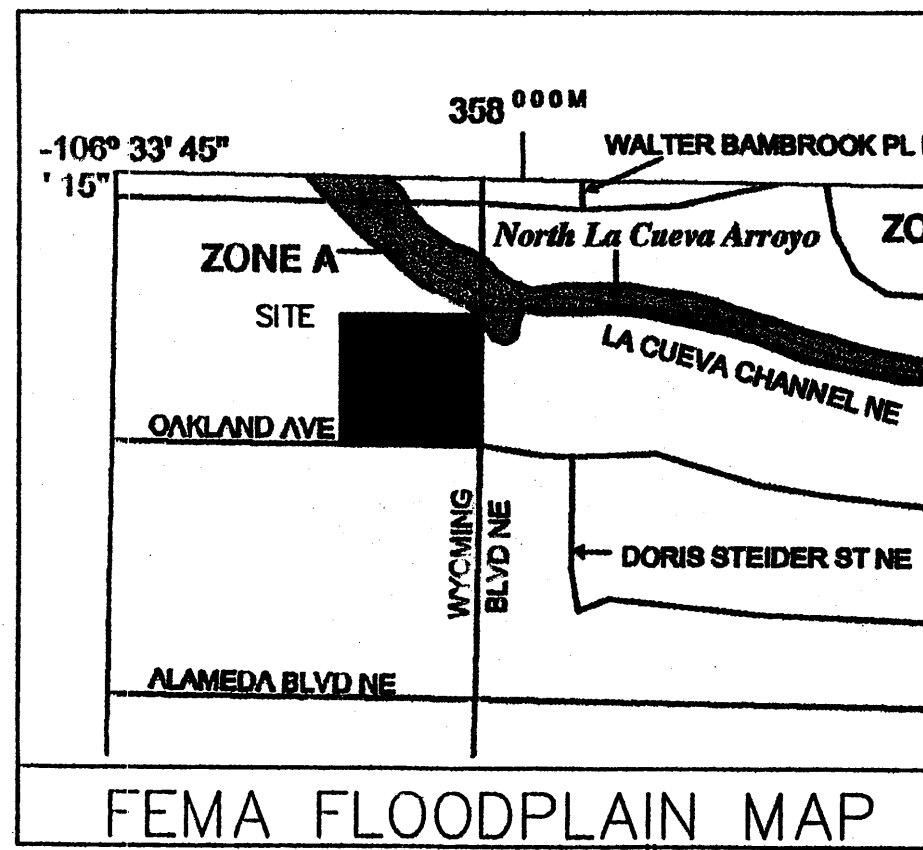 358 000M
-106º 33' 45"
' 15"
WALTER BAMBROOK PL
North La Cueva Arroyo
ZONE A
SITE
LA CUEVA CHANNEL NE
OAKLAND AVE
WYOMING
BLVD NE
DORIS STEIDER ST NE
ALAMEDA BLVD NE
FEMA FLOODPLAIN MAP